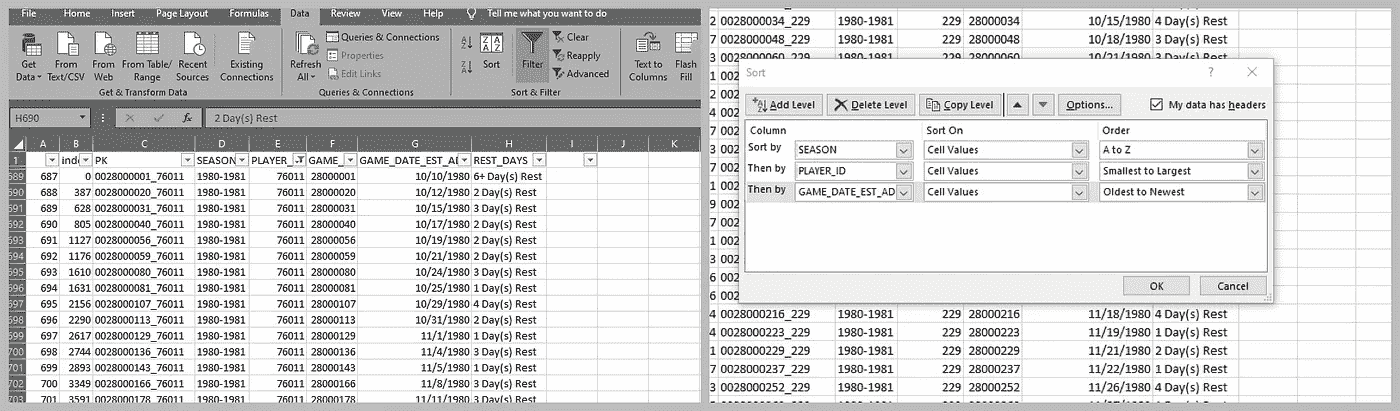 File Home Insert Page Layout Formulas Data Review View Help Tell me what you want to do
Get Data From Text/CSV From Web From Table/Range Recent Sources Existing Connections
Get & Transform Data
Refresh All Queries & Connections Properties Edit Links
Queries & Connections
Sort Filter Clear Reapply Advanced
Sort & Filter
Text to Columns Flash Fill
H690 fx 2 Day(s) Rest
A B C D E F G H I J K
1 PK SEASON PLAYER_ GAME_ GAME_DATE_EST_A REST_DAYS
689 687 0 0028000001_76011 1980-1981 76011 28000001 10/10/1980 6+ Day(s) Rest
690 688 387 0028000020_76011 1980-1981 76011 28000020 10/12/1980 2 Day(s) Rest
691 689 628 0028000031_76011 1980-1981 76011 28000031 10/15/1980 3 Day(s) Rest
692 690 805 0028000040_76011 1980-1981 76011 28000040 10/17/1980 2 Day(s) Rest
693 691 1127 0028000056_76011 1980-1981 76011 28000056 10/19/1980 2 Day(s) Rest
694 692 1176 0028000059_76011 1980-1981 76011 28000059 10/21/1980 2 Day(s) Rest
695 693 1610 0028000080_76011 1980-1981 76011 28000080 10/24/1980 3 Day(s) Rest
696 694 1631 0028000081_76011 1980-1981 76011 28000081 10/25/1980 1 Day(s) Rest
697 695 2156 0028000107_76011 1980-1981 76011 28000107 10/29/1980 4 Day(s) Rest
698 696 2290 0028000113_76011 1980-1981 76011 28000113 10/31/1980 2 Day(s) Rest
699 697 2617 0028000129_76011 1980-1981 76011 28000129 11/1/1980 1 Day(s) Rest
700 698 2744 0028000136_76011 1980-1981 76011 28000136 11/4/1980 3 Day(s) Rest
701 699 2893 0028000143_76011 1980-1981 76011 28000143 11/5/1980 1 Day(s) Rest
702 700 3349 0028000166_76011 1980-1981 76011 28000166 11/8/1980 3 Day(s) Rest
703 701 3591 0028000178_76011 1980-1981 76011 28000178 11/11/1980 3 Day(s) Rest
2 0028000034_229 1980-1981 229 28000034 10/15/1980 4 Day(s) Rest
7 0028000048_229 1980-1981 229 28000048 10/18/1980 3 Day(s) Rest
Sort ?
Add Level Delete Level Copy Level Options... My data has headers
Column Sort On Order
Sort by SEASON Cell Values A to Z
Then by PLAYER_ID Cell Values Smallest to Largest
Then by GAME_DATE_EST_AD Cell Values Oldest to Newest
OK Cancel
4 0028000216_229 1980-1981 229 28000216 11/18/1980 4 Day(s) Rest
4 0028000223_229 1980-1981 229 28000223 11/19/1980 1 Day(s) Rest
1 0028000229_229 1980-1981 229 28000229 11/21/1980 2 Day(s) Rest
7 0028000237_229 1980-1981 229 28000237 11/22/1980 1 Day(s) Rest
3 0028000252_229 1980-1981 229 28000252 11/26/1980 4 Day(s) Rest